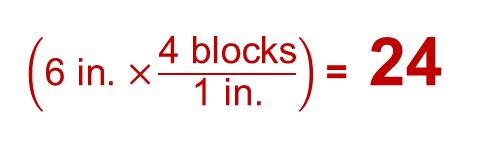 (6 in. × 4 blocks / 1 in.) = 24